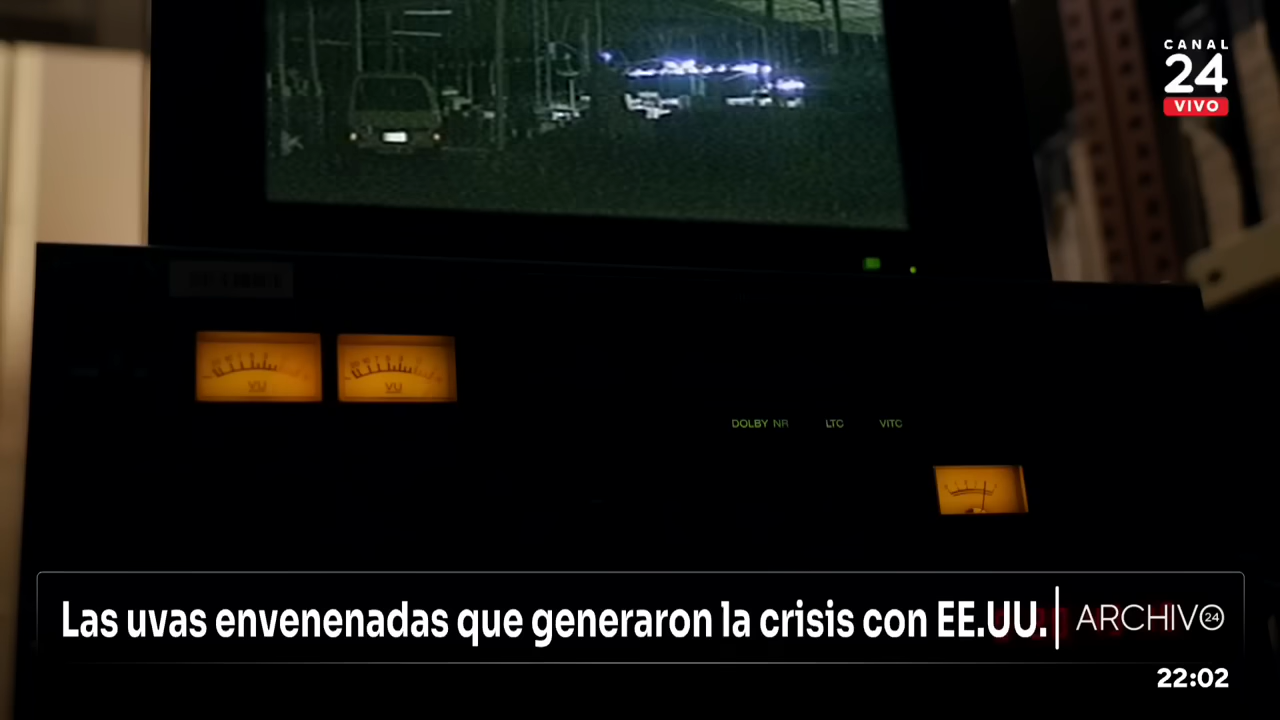 CANAL
24
VIVO
VU
VU
DOLBY NR LTC VITC
Las uvas envenenadas que generaron la crisis con EE.UU.
ARCHIVO 24
22:02